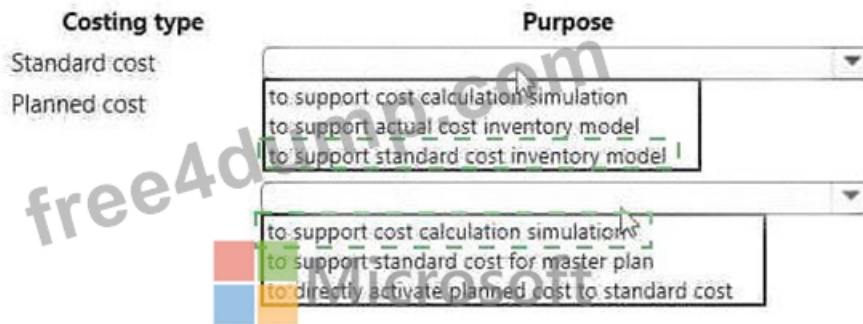 Costing type Purpose
Standard cost
Planned cost
to support cost calculation simulation
to support actual cost inventory model
to support standard cost inventory model
to support cost calculation simulation
to support standard cost for master plan
to directly activate planned cost to standard cost
free4dump.com
Microsoft